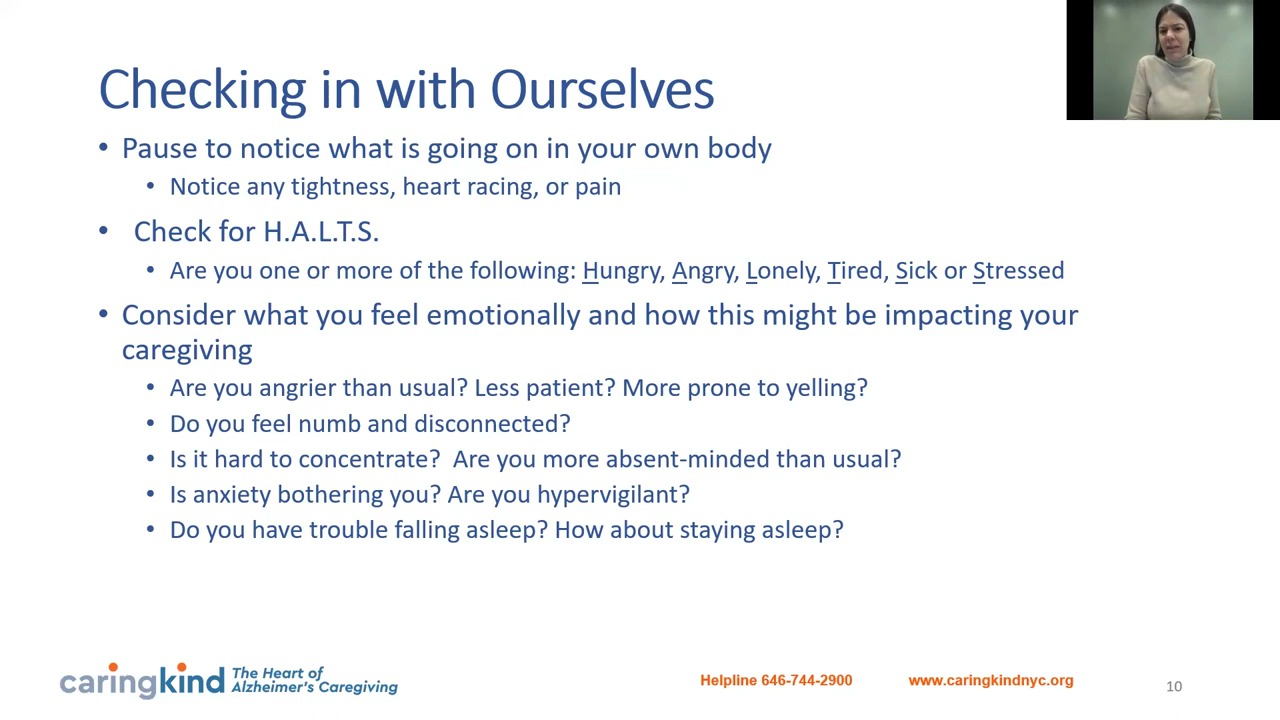 Checking in with Ourselves
• Pause to notice what is going on in your own body
• Notice any tightness, heart racing, or pain
• Check for H.A.L.T.S.
• Are you one or more of the following: Hungry, Angry, Lonely, Tired, Sick or Stressed
• Consider what you feel emotionally and how this might be impacting your
caregiving
• Are you angrier than usual? Less patient? More prone to yelling?
• Do you feel numb and disconnected?
• Is it hard to concentrate?  Are you more absent-minded than usual?
• Is anxiety bothering you? Are you hypervigilant?
• Do you have trouble falling asleep? How about staying asleep?
caringkind
The Heart of
Alzheimer's Caregiving
Helpline 646-744-2900
www.caringkindnyc.org
10